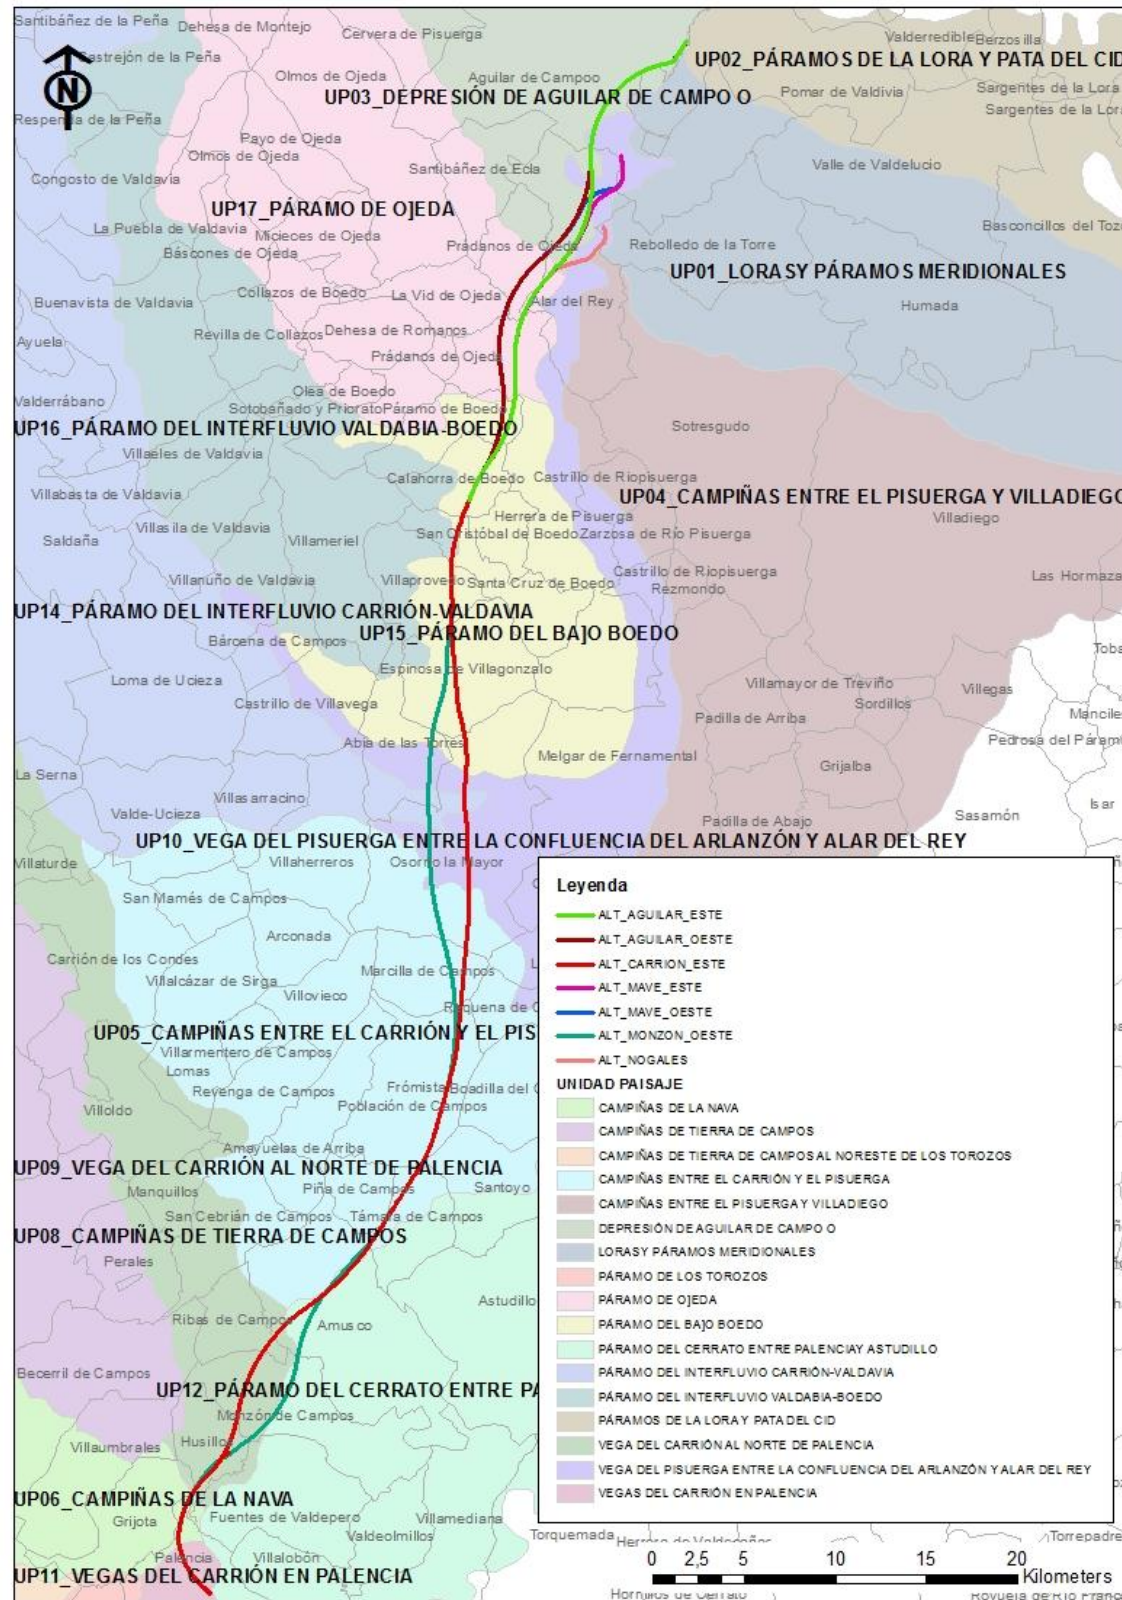 Santibáñez de la Peña
Dehesa de Montejo
Cervera de Pisuerga
Valderredible
Berzosilla
Castrejón de la Peña
UP02_PÁRAMOS DE LA LORA Y PATA DEL CID
Olmos de Ojeda
Aguilar de Campoo
Pomar de Valdivia
Sargentes de la Lora
UP03_DEPRESIÓN DE AGUILAR DE CAMPO O
Sargentes de la Lora
N
Respenda de la Peña
Payo de Ojeda
Olmos de Ojeda
Santibáñez de Ecla
Valle de Valdelucio
Congosto de Valdavia
UP17_PÁRAMO DE O]EDA
La Puebla de Valdavia
Micieces de Ojeda
Basconcillos del Tozo
Báscones de Ojeda
Prádanos de Ojeda
Rebolledo de la Torre
UP01_LORASY PÁRAMOS MERIDIONALES
Buenavista de Valdavia
Collazos de Boedo
La Vid de Ojeda
Alar del Rey
Humada
Ayuela
Revilla de Collazos
Dehesa de Romanos
Prádanos de Ojeda
Valderrábano
Olea de Boedo
Sotobañado y Priorato
Páramo de Boedo
UP16_PÁRAMO DEL INTERFLUVIO VALDABIA-BOEDO
Sotresgudo
Villaeles de Valdavia
Calahorra de Boedo
Castrillo de Riopisuerga
Villabasta de Valdavia
UP04_CAMPIÑAS ENTRE EL PISUERGA Y VILLADIEGO
Herrera de Pisuerga
Villadiego
Villasila de Valdavia
San Cristóbal de Boedo
Zarzosa de Río Pisuerga
Saldaña
Villameriel
Villanuño de Valdavia
Villaprovedo
Santa Cruz de Boedo
Castrillo de Riopisuerga
Rezmondo
Las Hormaza
UP14_PÁRAMO DEL INTERFLUVIO CARRIÓN-VALDAVIA
UP15_PÁRAMO DEL BA]O BOEDO
Bárcena de Campos
Toba
Espinosa de Villagonzalo
Loma de Ucieza
Villamayor de Treviño
Villegas
Castrillo de Villavega
Sordillos
Padilla de Arriba
Mancile
Abia de las Torres
Pedrosa del Páram
Melgar de Fernamental
Grijalba
La Serna
Villasarracino
Isar
Valde-Ucieza
Padilla de Abajo
Sasamón
UP10_VEGA DEL PISUERGA ENTRE LA CONFLUENCIA DEL ARLANZÓN Y ALAR DEL REY
Villaturde
Villaherreros
Osorno la Mayor
San Mamés de Campos
Arconada
Carrión de los Condes
Marcilla de Campos
Villalcázar de Sirga
Villovieco
Requena de C
UP05_CAMPIÑAS ENTRE EL CARRIÓN Y EL PIS
Villarmentero de Campos
Lomas
Revenga de Campos
Frómista
Boadilla del C
Población de Campos
Villoldo
Amayuelas de Arriba
UP09_VEGA DEL CARRIÓN AL NORTE DE PALENCIA
Manquillos
Piña de Campos
Santoyo
San Cebrián de Campos
Támara de Campos
UP08_CAMPIÑAS DE TIERRA DE CAMPOS
Perales
Ribas de Campos
Amusco
Astudillo
Becerril de Campos
UP12_PÁRAMO DEL CERRATO ENTRE PA
Monzón de Campos
Villaumbrales
Husillos
UP06_CAMPIÑAS DE LA NAVA
Grijota
Fuentes de Valdepero
Villamediana
Valdeolmillos
Torquemada
Palencia
Villalobón
UP11_VEGAS DEL CARRIÓN EN PALENCIA
Leyenda
ALT_AGUILAR_ESTE
ALT_AGUILAR_OESTE
ALT_CARRION_ESTE
ALT_MAVE_ESTE
ALT_MAVE_OESTE
ALT_MONZON_OESTE
ALT_NOGALES
UNIDAD PAISAJE
CAMPIÑAS DE LA NAVA
CAMPIÑAS DE TIERRA DE CAMPOS
CAMPIÑAS DE TIERRA DE CAMPOS AL NORESTE DE LOS TOROZOS
CAMPIÑAS ENTRE EL CARRIÓN Y EL PISUERGA
CAMPIÑAS ENTRE EL PISUERGA Y VILLADIEGO
DEPRESIÓN DE AGUILAR DE CAMPO O
LORASY PÁRAMOS MERIDIONALES
PÁRAMO DE LOS TOROZOS
PÁRAMO DE O]EDA
PÁRAMO DEL BA]O BOEDO
PÁRAMO DEL CERRATO ENTRE PALENCIAY ASTUDILLO
PÁRAMO DEL INTERFLUVIO CARRIÓN-VALDAVIA
PÁRAMO DEL INTERFLUVIO VALDABIA-BOEDO
PÁRAMOS DE LA LORA Y PATA DEL CID
VEGA DEL CARRIÓN AL NORTE DE PALENCIA
VEGA DEL PISUERGA ENTRE LA CONFLUENCIA DEL ARLANZÓN Y ALAR DEL REY
VEGAS DEL CARRIÓN EN PALENCIA
Torrepadre
0 2,5 5 10 15 20
Kilometers